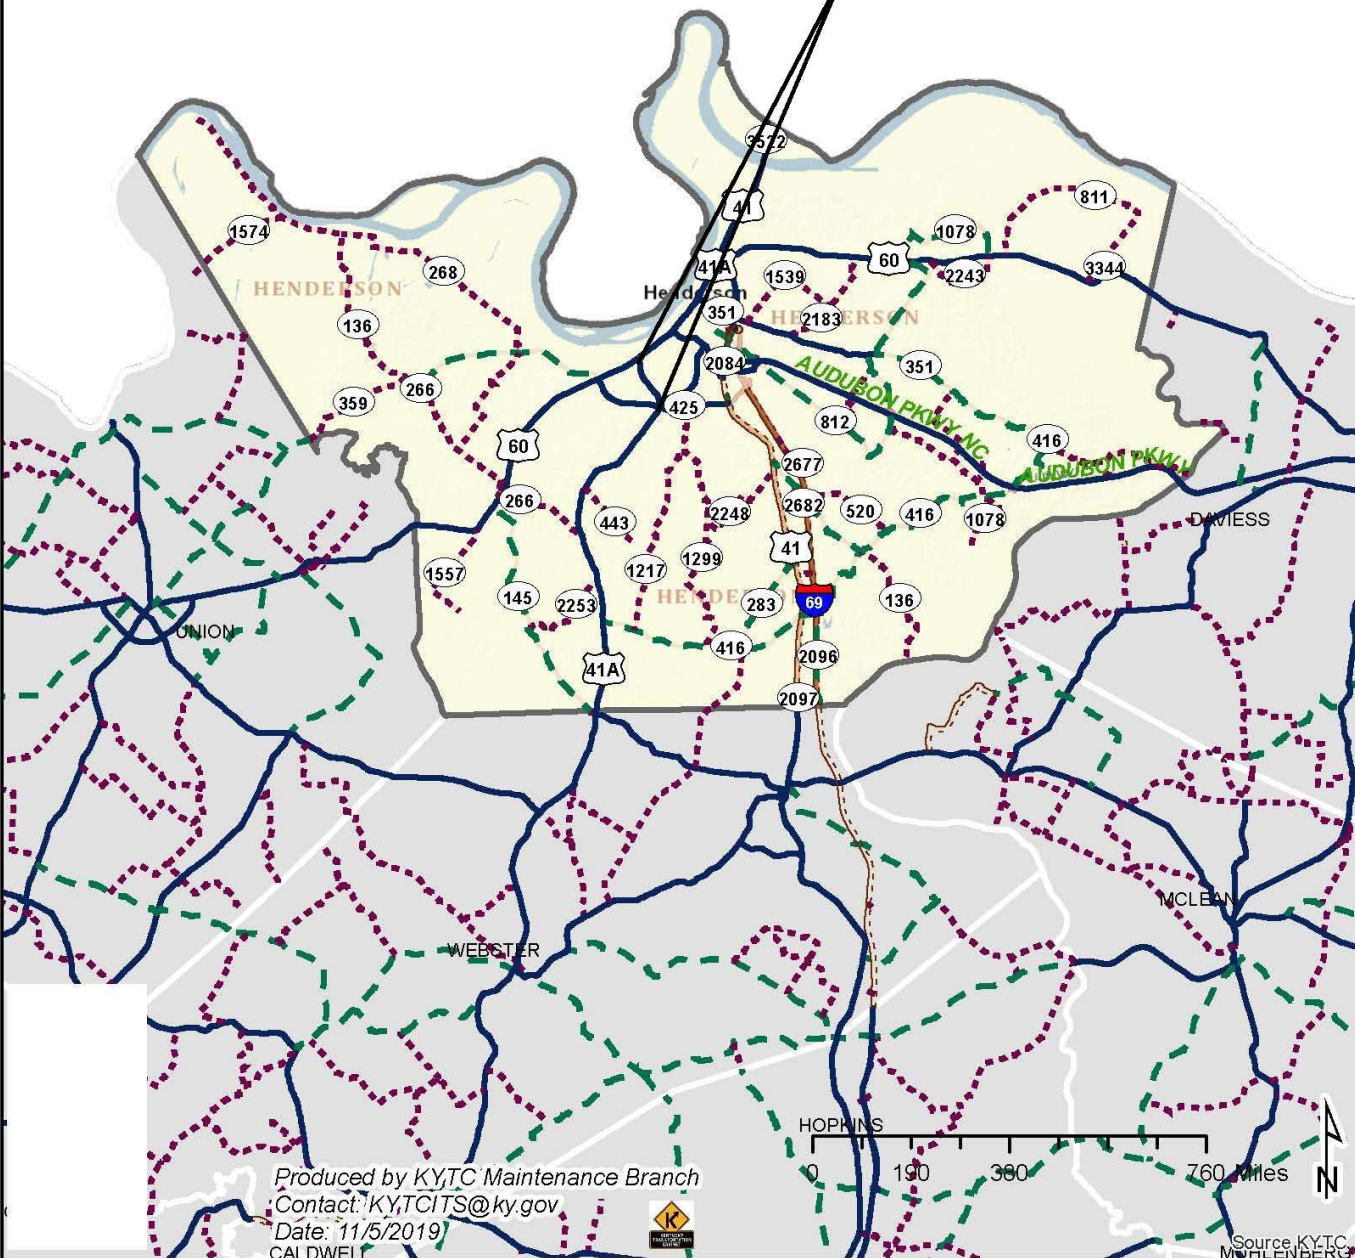 3522
41
811
1574
1078
41A
60
268
1539
2243
3344
HENDERSON
Henderson
351
HENDERSON
136
2183
2084
351
AUDUBON PKWY NC
266
359
425
812
60
416
2677
AUDUBON PKWY
266
2682
443
2248
520
416
1078
DAVIESS
41
1299
1557
1217
145
2253
HENDERSON
283
69
136
UNION
416
2096
41A
2097
MCLEAN
WEBSTER
HOPKINS
0 190 380 760 Miles
N
Produced by KYTC Maintenance Branch
Contact: KYTCITS@ky.gov
Date: 11/5/2019
KENTUCKY
TRANSPORTATION
CABINET
Source KYTC
CALDWELL
MUHLENBERG